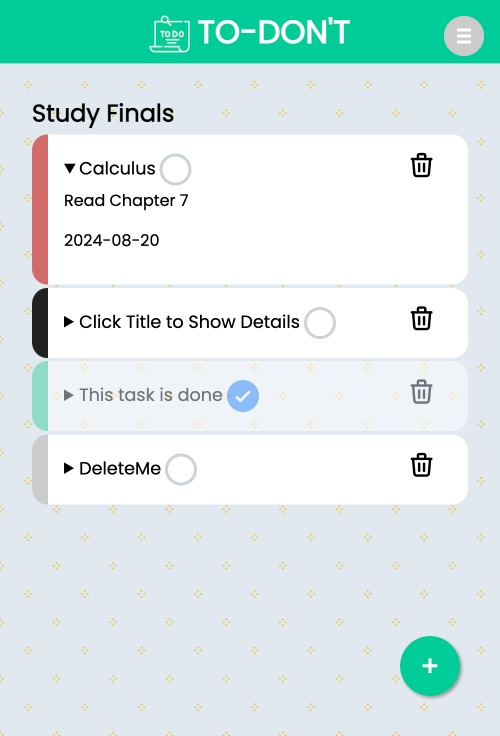 TO DO
TO-DON'T
Study Finals
Calculus
Read Chapter 7
2024-08-20
Click Title to Show Details
This task is done
DeleteMe